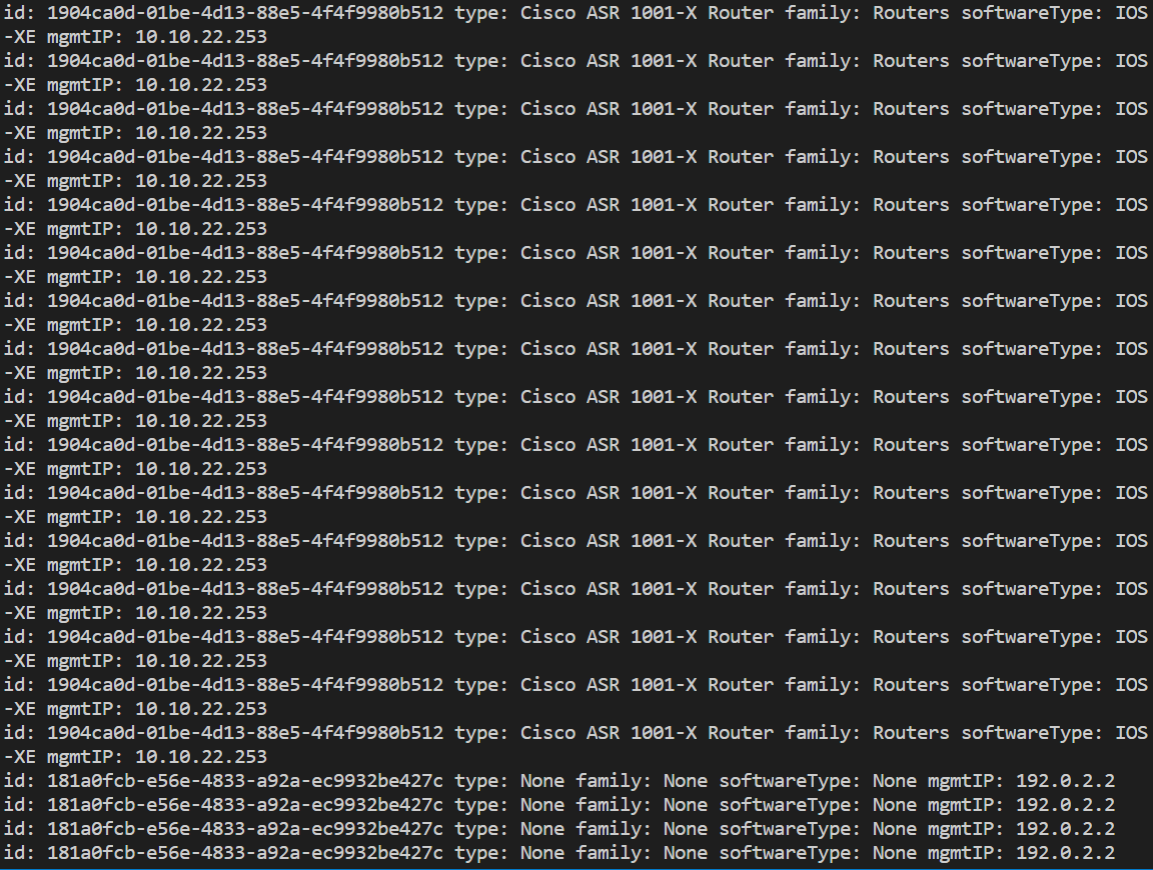 id: 1904ca0d-01be-4d13-88e5-4f4f9980b512 type: Cisco ASR 1001-X Router family: Routers softwareType: IOS
-XE mgmtIP: 10.10.22.253
id: 1904ca0d-01be-4d13-88e5-4f4f9980b512 type: Cisco ASR 1001-X Router family: Routers softwareType: IOS
-XE mgmtIP: 10.10.22.253
id: 1904ca0d-01be-4d13-88e5-4f4f9980b512 type: Cisco ASR 1001-X Router family: Routers softwareType: IOS
-XE mgmtIP: 10.10.22.253
id: 1904ca0d-01be-4d13-88e5-4f4f9980b512 type: Cisco ASR 1001-X Router family: Routers softwareType: IOS
-XE mgmtIP: 10.10.22.253
id: 1904ca0d-01be-4d13-88e5-4f4f9980b512 type: Cisco ASR 1001-X Router family: Routers softwareType: IOS
-XE mgmtIP: 10.10.22.253
id: 1904ca0d-01be-4d13-88e5-4f4f9980b512 type: Cisco ASR 1001-X Router family: Routers softwareType: IOS
-XE mgmtIP: 10.10.22.253
id: 1904ca0d-01be-4d13-88e5-4f4f9980b512 type: Cisco ASR 1001-X Router family: Routers softwareType: IOS
-XE mgmtIP: 10.10.22.253
id: 1904ca0d-01be-4d13-88e5-4f4f9980b512 type: Cisco ASR 1001-X Router family: Routers softwareType: IOS
-XE mgmtIP: 10.10.22.253
id: 1904ca0d-01be-4d13-88e5-4f4f9980b512 type: Cisco ASR 1001-X Router family: Routers softwareType: IOS
-XE mgmtIP: 10.10.22.253
id: 1904ca0d-01be-4d13-88e5-4f4f9980b512 type: Cisco ASR 1001-X Router family: Routers softwareType: IOS
-XE mgmtIP: 10.10.22.253
id: 1904ca0d-01be-4d13-88e5-4f4f9980b512 type: Cisco ASR 1001-X Router family: Routers softwareType: IOS
-XE mgmtIP: 10.10.22.253
id: 1904ca0d-01be-4d13-88e5-4f4f9980b512 type: Cisco ASR 1001-X Router family: Routers softwareType: IOS
-XE mgmtIP: 10.10.22.253
id: 1904ca0d-01be-4d13-88e5-4f4f9980b512 type: Cisco ASR 1001-X Router family: Routers softwareType: IOS
-XE mgmtIP: 10.10.22.253
id: 1904ca0d-01be-4d13-88e5-4f4f9980b512 type: Cisco ASR 1001-X Router family: Routers softwareType: IOS
-XE mgmtIP: 10.10.22.253
id: 1904ca0d-01be-4d13-88e5-4f4f9980b512 type: Cisco ASR 1001-X Router family: Routers softwareType: IOS
-XE mgmtIP: 10.10.22.253
id: 1904ca0d-01be-4d13-88e5-4f4f9980b512 type: Cisco ASR 1001-X Router family: Routers softwareType: IOS
-XE mgmtIP: 10.10.22.253
id: 181a0fcb-e56e-4833-a92a-ec9932be427c type: None family: None softwareType: None mgmtIP: 192.0.2.2
id: 181a0fcb-e56e-4833-a92a-ec9932be427c type: None family: None softwareType: None mgmtIP: 192.0.2.2
id: 181a0fcb-e56e-4833-a92a-ec9932be427c type: None family: None softwareType: None mgmtIP: 192.0.2.2
id: 181a0fcb-e56e-4833-a92a-ec9932be427c type: None family: None softwareType: None mgmtIP: 192.0.2.2